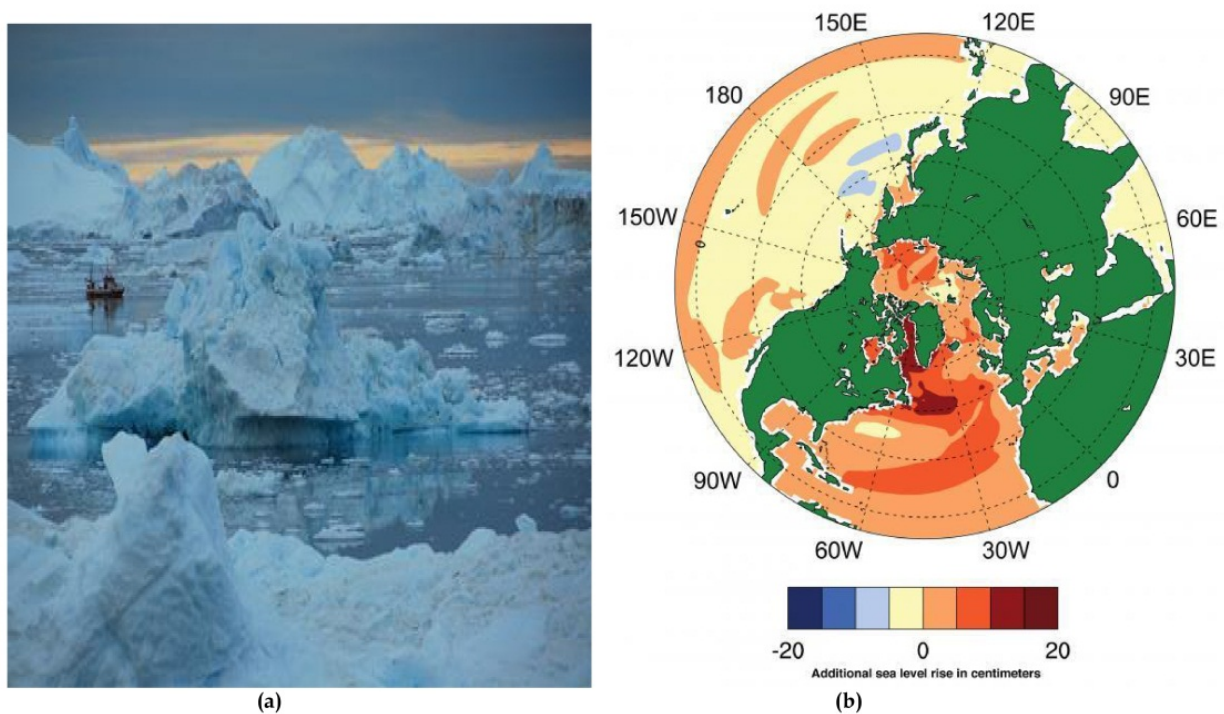 150E 120E
180 90E
150W 60E
0
120W 30E
90W 0
60W 30W
-20 0 20
Additional sea level rise in centimeters
(a) (b)